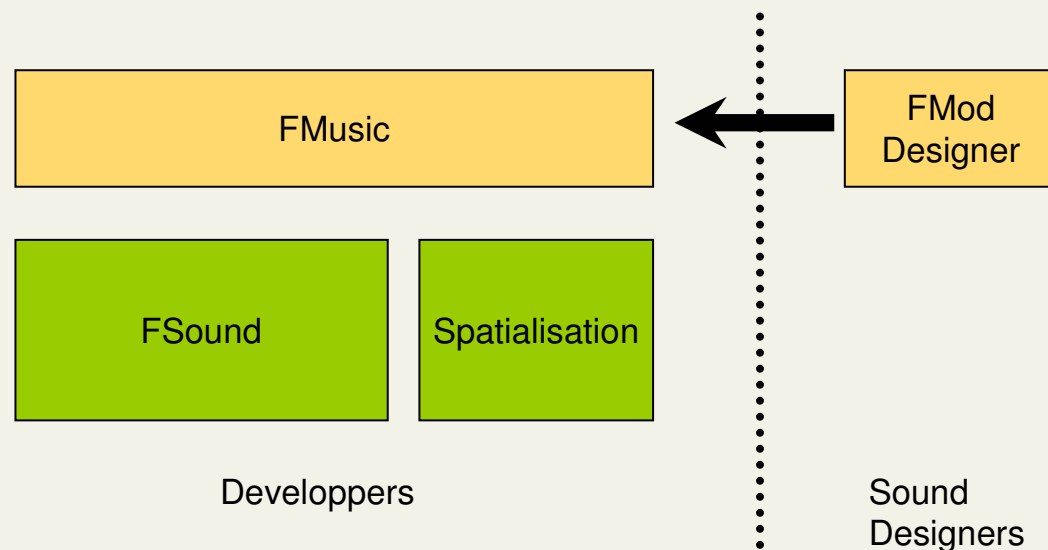 FMusic
FMod
Designer
FSound
Spatialisation
Developpers
Sound
Designers